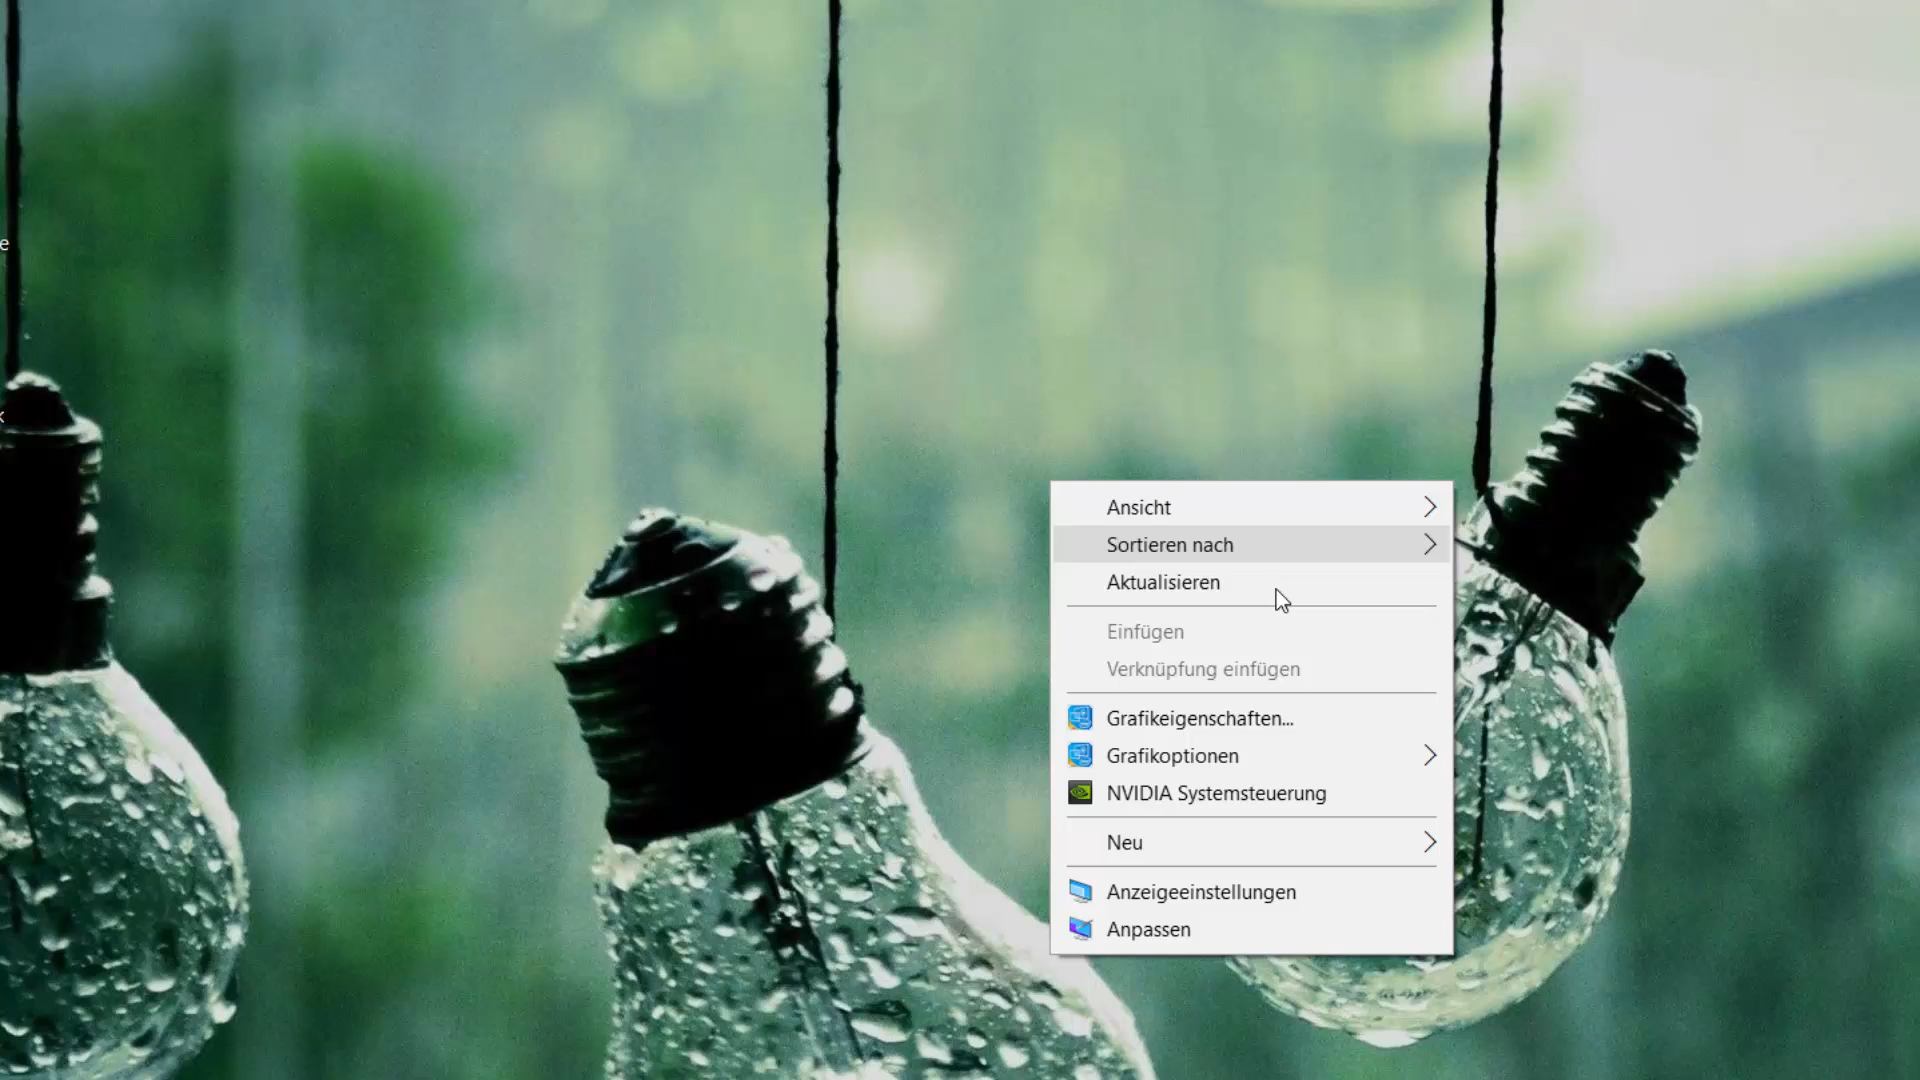 e
k
Ansicht
Sortieren nach
Aktualisieren
Einfügen
Verknüpfung einfügen
Grafikeigenschaften...
Grafikoptionen
NVIDIA Systemsteuerung
Neu
Anzeigeeinstellungen
Anpassen